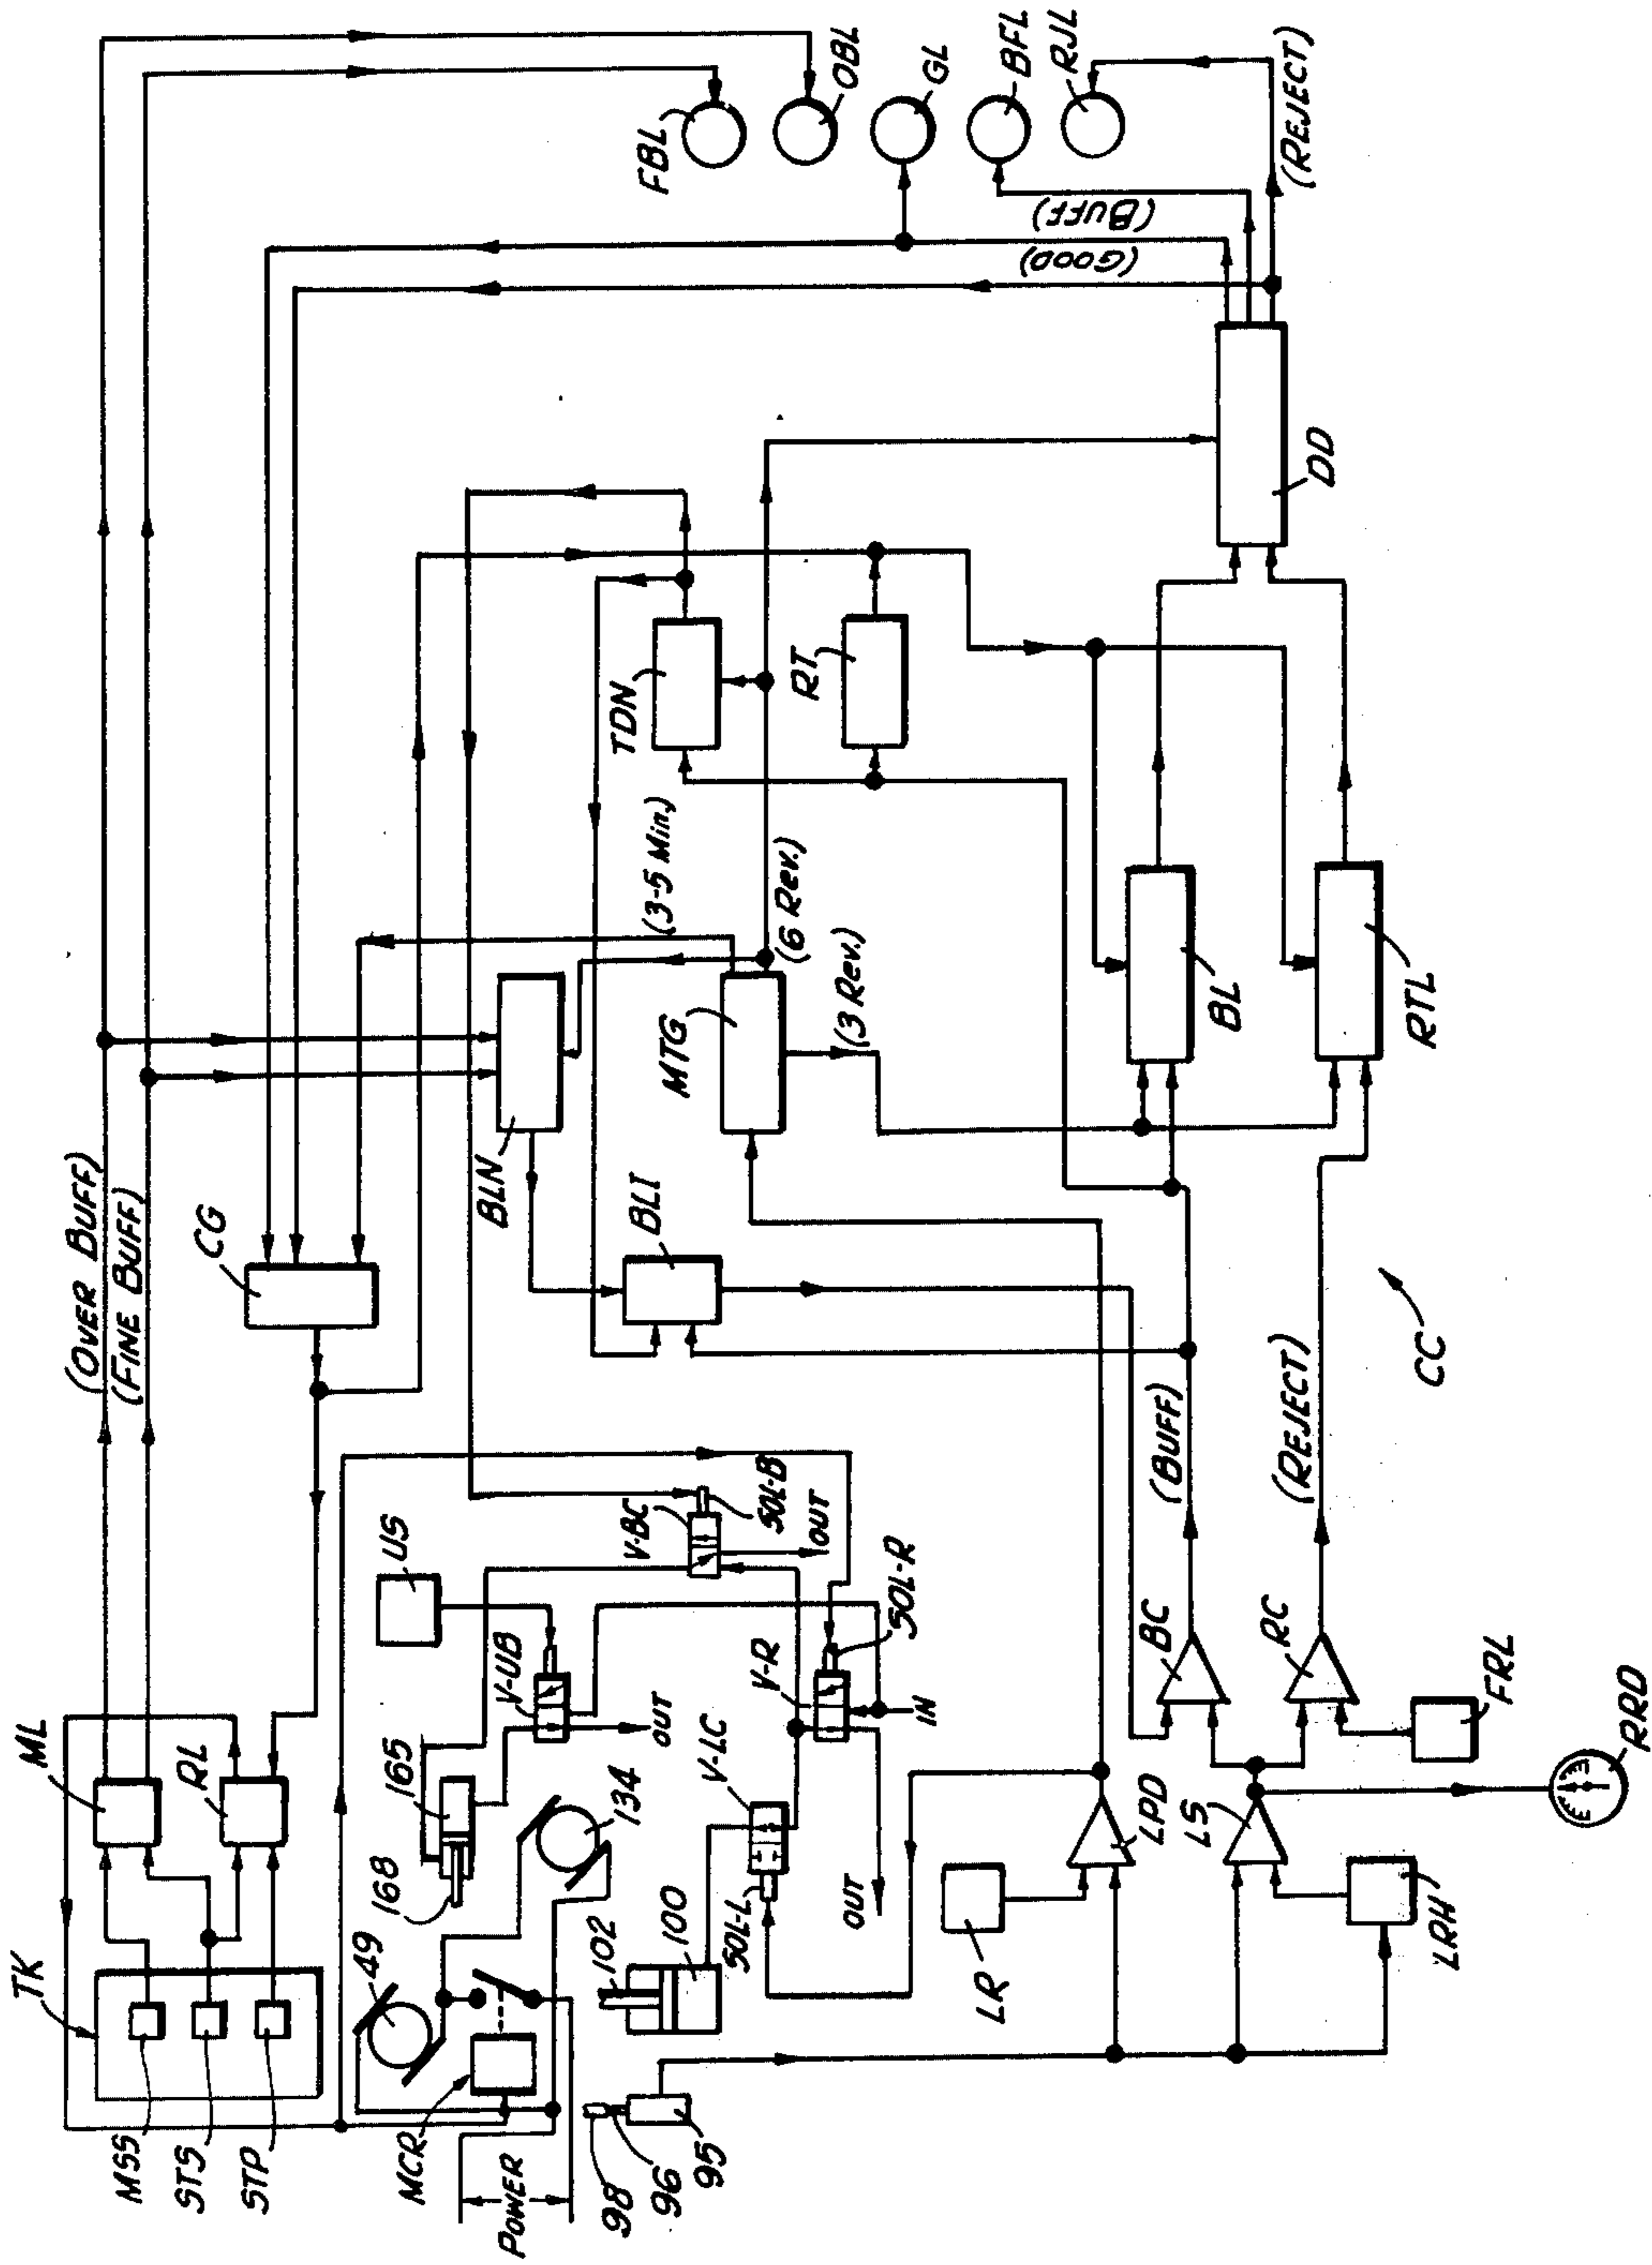 TK
ML
RL
MSS
STS
STP
(OVER BUFF)
(FINE BUFF)
CG
FBL
OBL
GL
BFL
RJL
(BUFF)
(GOOD)
(REJECT)
49
MCR
POWER
134
168
165
US
V-UB
OUT
V-BC
SOL-B
OUT
BLN
BLI
MTG
(3-5 Min.)
(6 Rev.)
(3 Rev.)
TDN
RT
102
100
98
96
95
SOL-L
V-LC
V-R
SOL-R
IN
OUT
LR
LPD
LS
LRH
BC
RC
FRL
RRD
(BUFF)
(REJECT)
BL
RTL
DD
CC